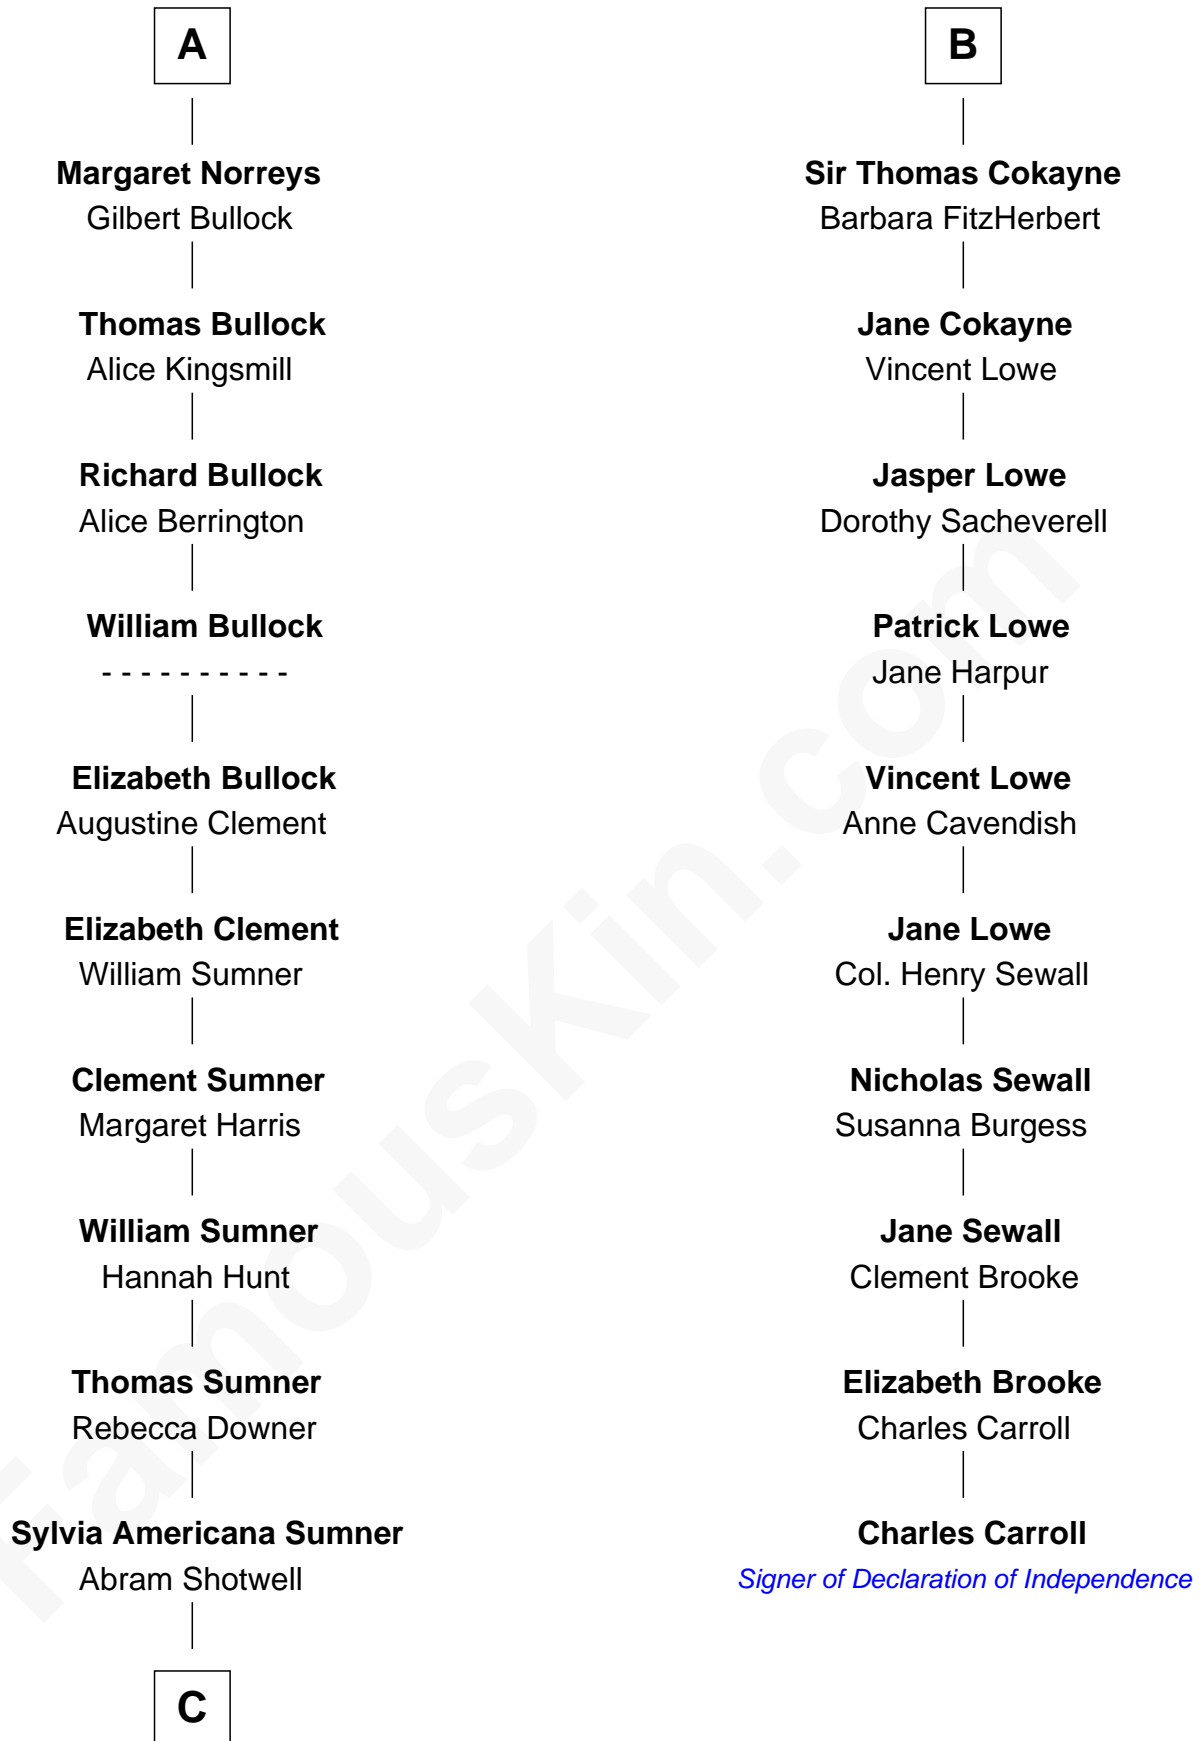 A
Margaret Norreys
Gilbert Bullock
Thomas Bullock
Alice Kingsmill
Richard Bullock
Alice Berrington
William Bullock
- - - - - - - - - -
Elizabeth Bullock
Augustine Clement
Elizabeth Clement
William Sumner
Clement Sumner
Margaret Harris
William Sumner
Hannah Hunt
Thomas Sumner
Rebecca Downer
Sylvia Americana Sumner
Abram Shotwell
C
B
Sir Thomas Cokayne
Barbara FitzHerbert
Jane Cokayne
Vincent Lowe
Jasper Lowe
Dorothy Sacheverell
Patrick Lowe
Jane Harpur
Vincent Lowe
Anne Cavendish
Jane Lowe
Col. Henry Sewall
Nicholas Sewall
Susanna Burgess
Jane Sewall
Clement Brooke
Elizabeth Brooke
Charles Carroll
Charles Carroll
Signer of Declaration of Independence
FamousKin.com